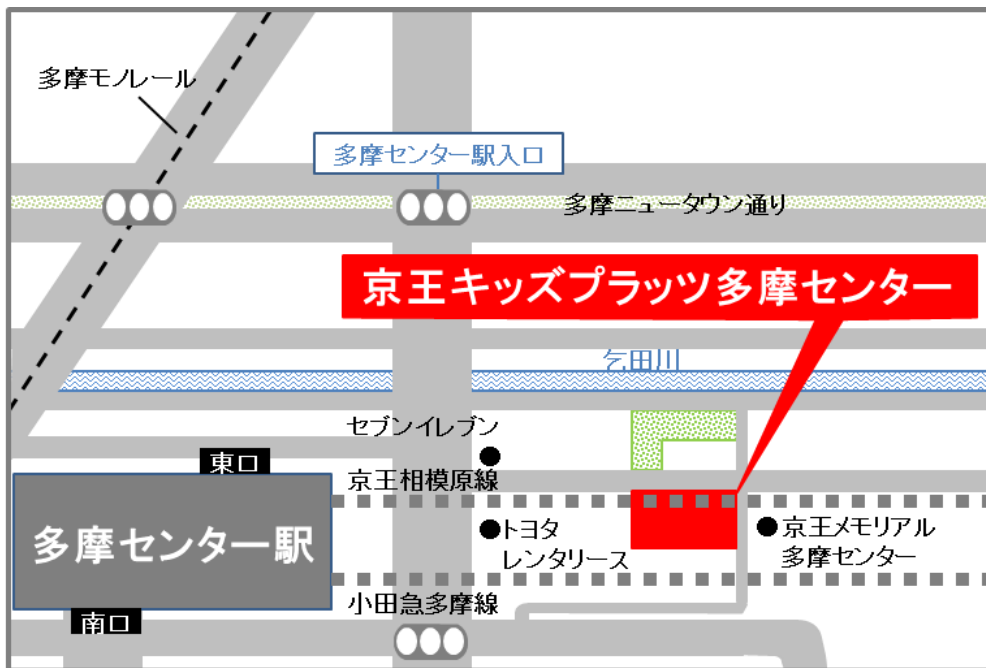 多摩モノレール
多摩センター駅入口
多摩ニュータウン通り
京王キッズプラッツ多摩センター
乞田川
セブンイレブン
東口
京王相模原線
多摩センター駅
トヨタ
レンタリース
京王メモリアル
多摩センター
小田急多摩線
南口